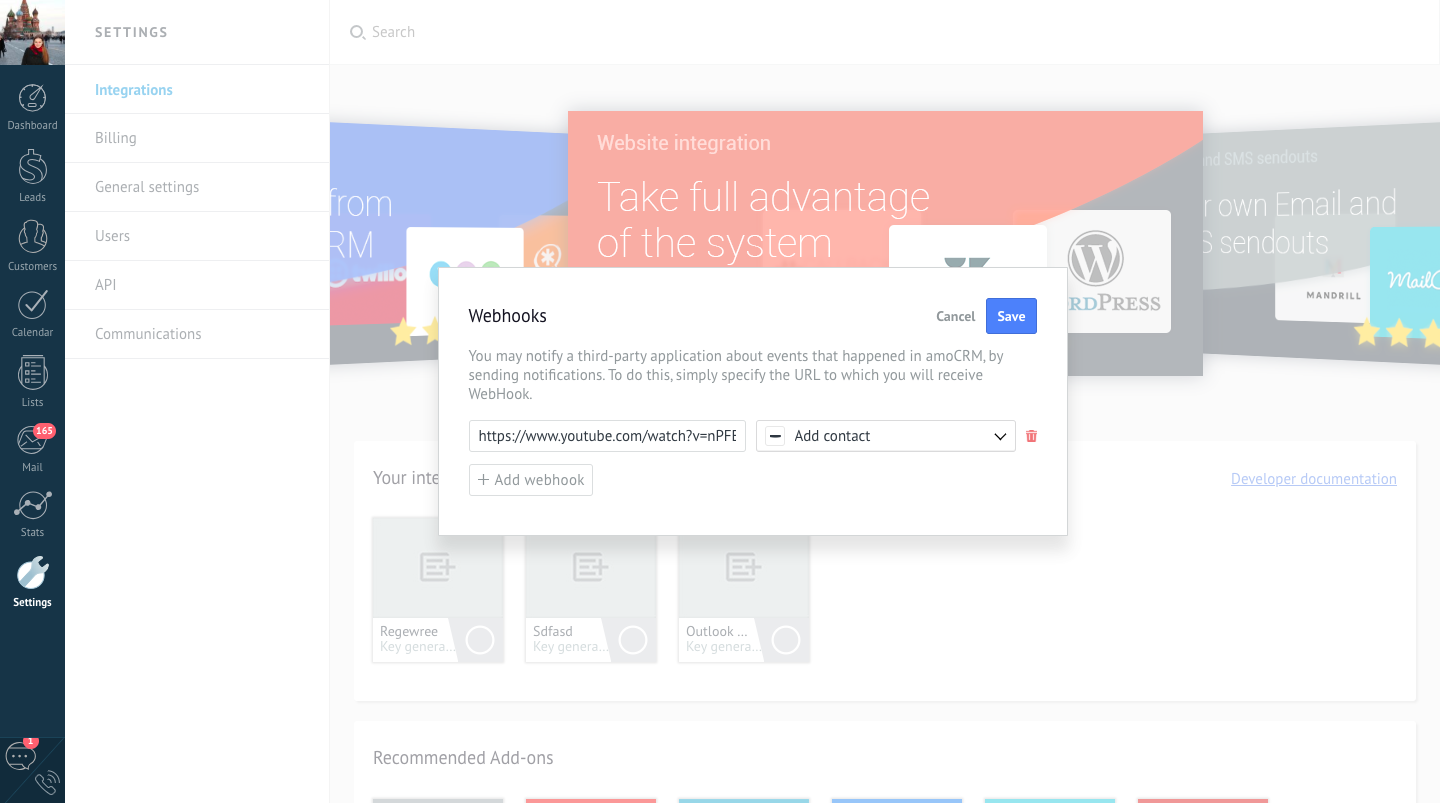 SETTINGS
Search
Integrations
Billing
General settings
Users
API
Communications
Dashboard
Leads
Customers
Calendar
Lists
165
Mail
Stats
Settings
1
from
RM
twilio
Website integration
Take full advantage
of the system
WORDPRESS
and SMS sendouts
r own Email and
S sendouts
MANDRILL
MailC
Webhooks
Cancel
Save
You may notify a third-party application about events that happened in amoCRM, by
sending notifications. To do this, simply specify the URL to which you will receive
WebHook.
https://www.youtube.com/watch?v=nPFE
Add contact
Add webhook
Your inte
Developer documentation
Regewree
Key genera...
Sdfasd
Key genera...
Outlook ...
Key genera...
Recommended Add-ons